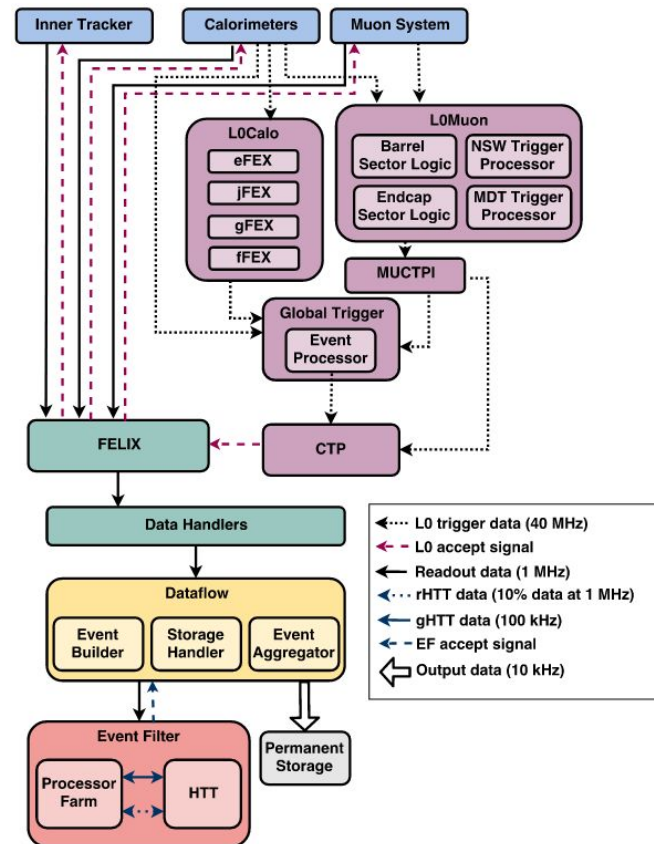 Inner Tracker
Calorimeters
Muon System
L0Calo
eFEX
jFEX
gFEX
fFEX
L0Muon
Barrel
Sector Logic
NSW Trigger
Processor
Endcap
Sector Logic
MDT Trigger
Processor
MUCTPI
Global Trigger
Event
Processor
FELIX
CTP
Data Handlers
Dataflow
Event
Builder
Storage
Handler
Event
Aggregator
Event Filter
Processor
Farm
HTT
Permanent
Storage
L0 trigger data (40 MHz)
L0 accept signal
Readout data (1 MHz)
rHTT data (10% data at 1 MHz)
gHTT data (100 kHz)
EF accept signal
Output data (10 kHz)